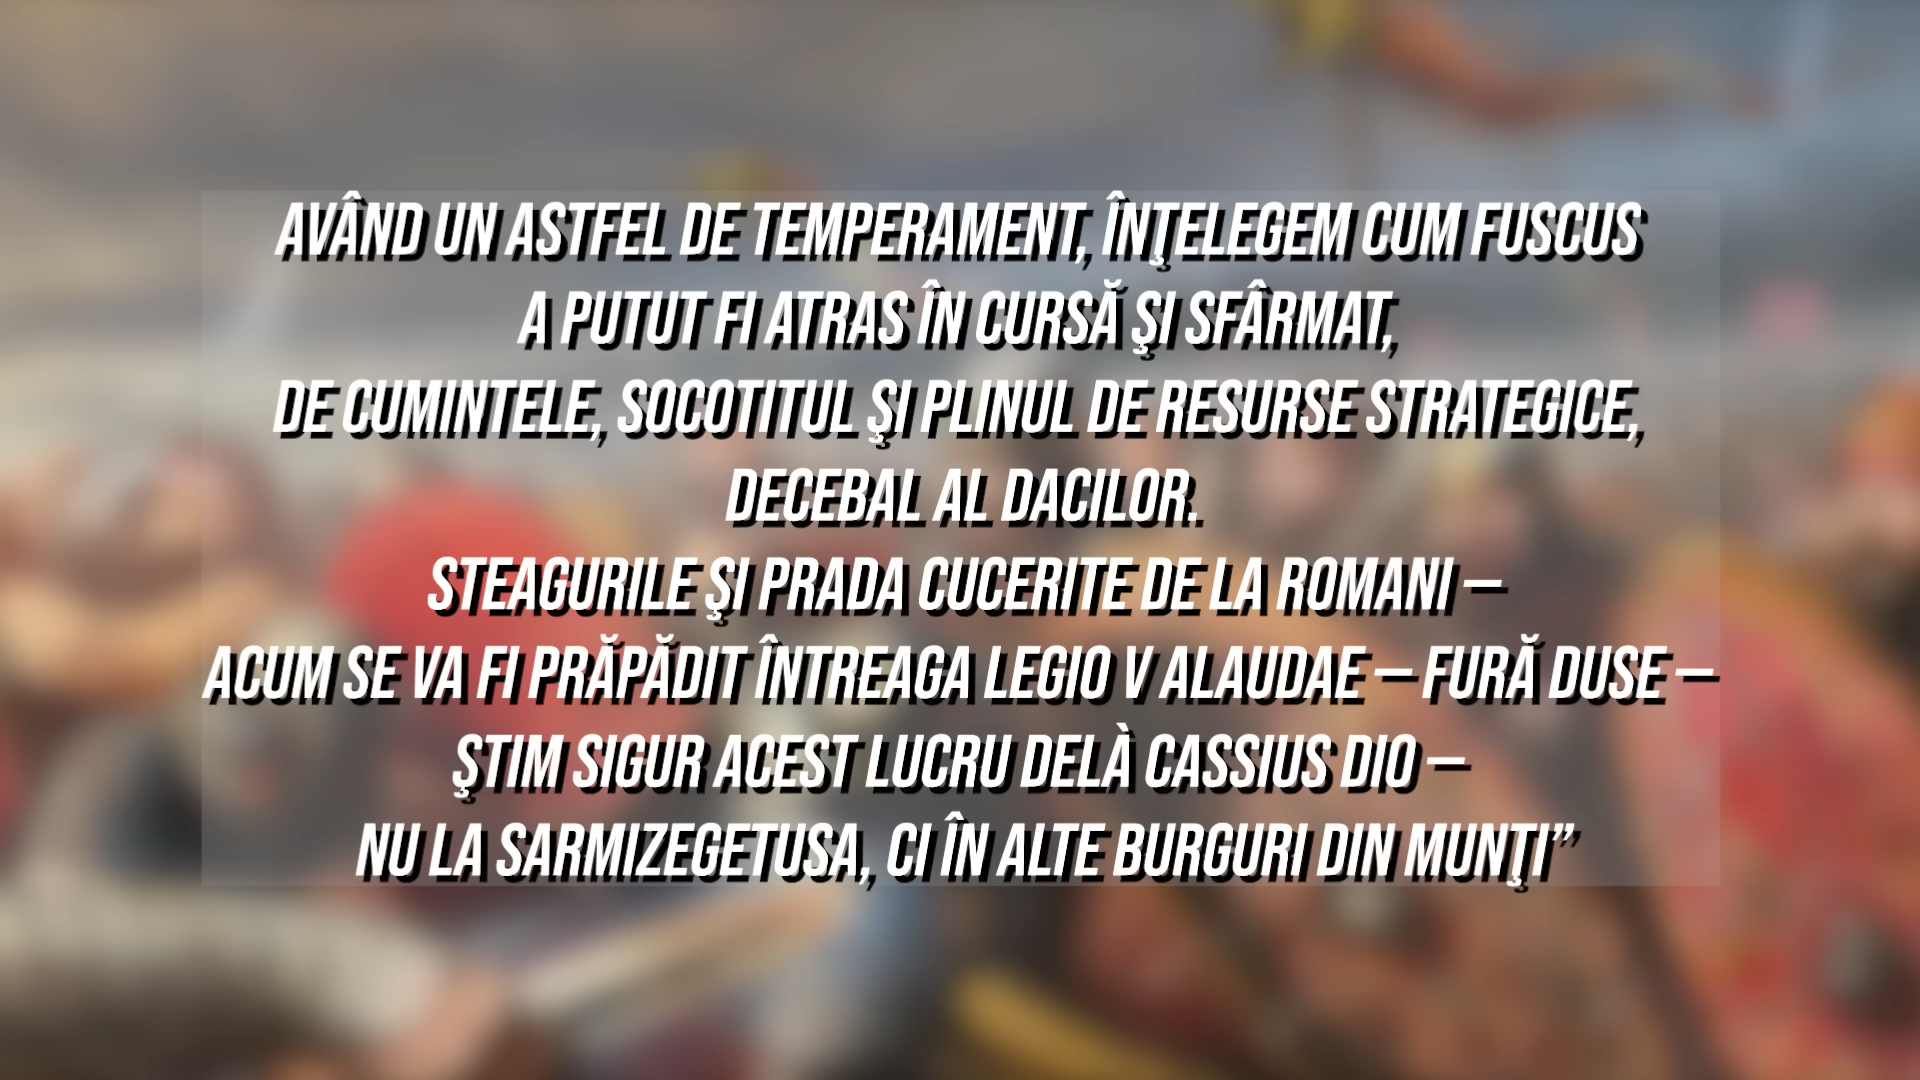 AVÂND UN ASTFEL DE TEMPERAMENT, ÎNŢELEGEM CUM FUSCUS
A PUTUT FI ATRAS ÎN CURSĂ ŞI SFÂRMAT,
DE CUMINTELE, SOCOTITUL ŞI PLINUL DE RESURSE STRATEGICE,
DECEBAL AL DACILOR.
STEAGURILE ŞI PRADA CUCERITE DE LA ROMANI –
ACUM SE VA FI PRĂPĂDIT ÎNTREAGA LEGIO V ALAUDAE – FURĂ DUSE –
ŞTIM SIGUR ACEST LUCRU DELÀ CASSIUS DIO –
NU LA SARMIZEGETUSA, CI ÎN ALTE BURGURI DIN MUNŢI”